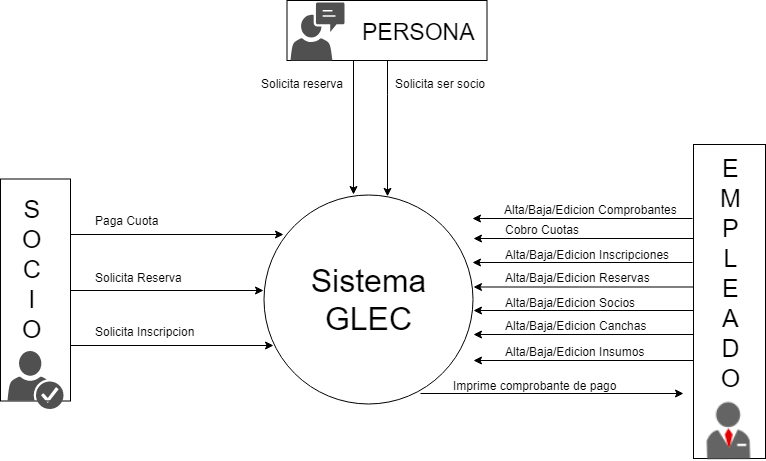 PERSONA
Solicita reserva
Solicita ser socio
SOCIO
Paga Cuota
Solicita Reserva
Solicita Inscripcion
Sistema
GLEC
Alta/Baja/Edicion Comprobantes
Cobro Cuotas
Alta/Baja/Edicion Inscripciones
Alta/Baja/Edicion Reservas
Alta/Baja/Edicion Socios
Alta/Baja/Edicion Canchas
Alta/Baja/Edicion Insumos
Imprime comprobante de pago
EMPLEADO